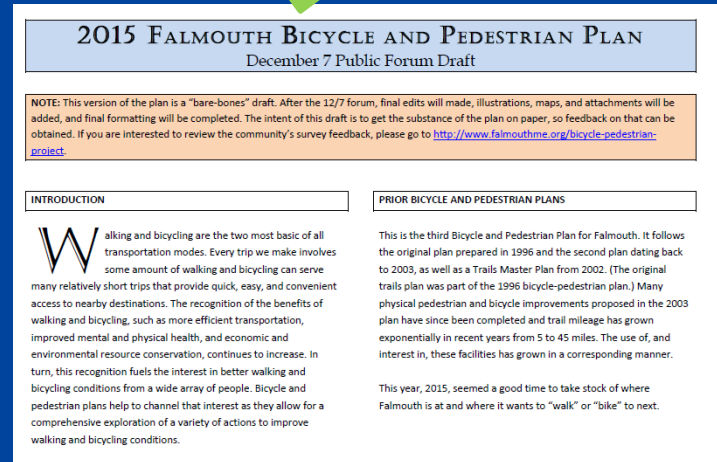 2015 FALMOUTH BICYCLE AND PEDESTRIAN PLAN
December 7 Public Forum Draft
NOTE: This version of the plan is a “bare-bones” draft. After the 12/7 forum, final edits will made, illustrations, maps, and attachments will be
added, and final formatting will be completed. The intent of this draft is to get the substance of the plan on paper, so feedback on that can be
obtained. If you are interested to review the community’s survey feedback, please go to http://www.falmouthme.org/bicycle-pedestrian-
project.
INTRODUCTION
Walking and bicycling are the two most basic of all
transportation modes. Every trip we make involves
some amount of walking and bicycling can serve
many relatively short trips that provide quick, easy, and convenient
access to nearby destinations. The recognition of the benefits of
walking and bicycling, such as more efficient transportation,
improved mental and physical health, and economic and
environmental resource conservation, continues to increase. In
turn, this recognition fuels the interest in better walking and
bicycling conditions from a wide array of people. Bicycle and
pedestrian plans help to channel that interest as they allow for a
comprehensive exploration of a variety of actions to improve
walking and bicycling conditions.
PRIOR BICYCLE AND PEDESTRIAN PLANS
This is the third Bicycle and Pedestrian Plan for Falmouth. It follows
the original plan prepared in 1996 and the second plan dating back
to 2003, as well as a Trails Master Plan from 2002. (The original
trails plan was part of the 1996 bicycle-pedestrian plan.) Many
physical pedestrian and bicycle improvements proposed in the 2003
plan have since been completed and trail mileage has grown
exponentially in recent years from 5 to 45 miles. The use of, and
interest in, these facilities has grown in a corresponding manner.
This year, 2015, seemed a good time to take stock of where
Falmouth is at and where it wants to “walk” or “bike” to next.